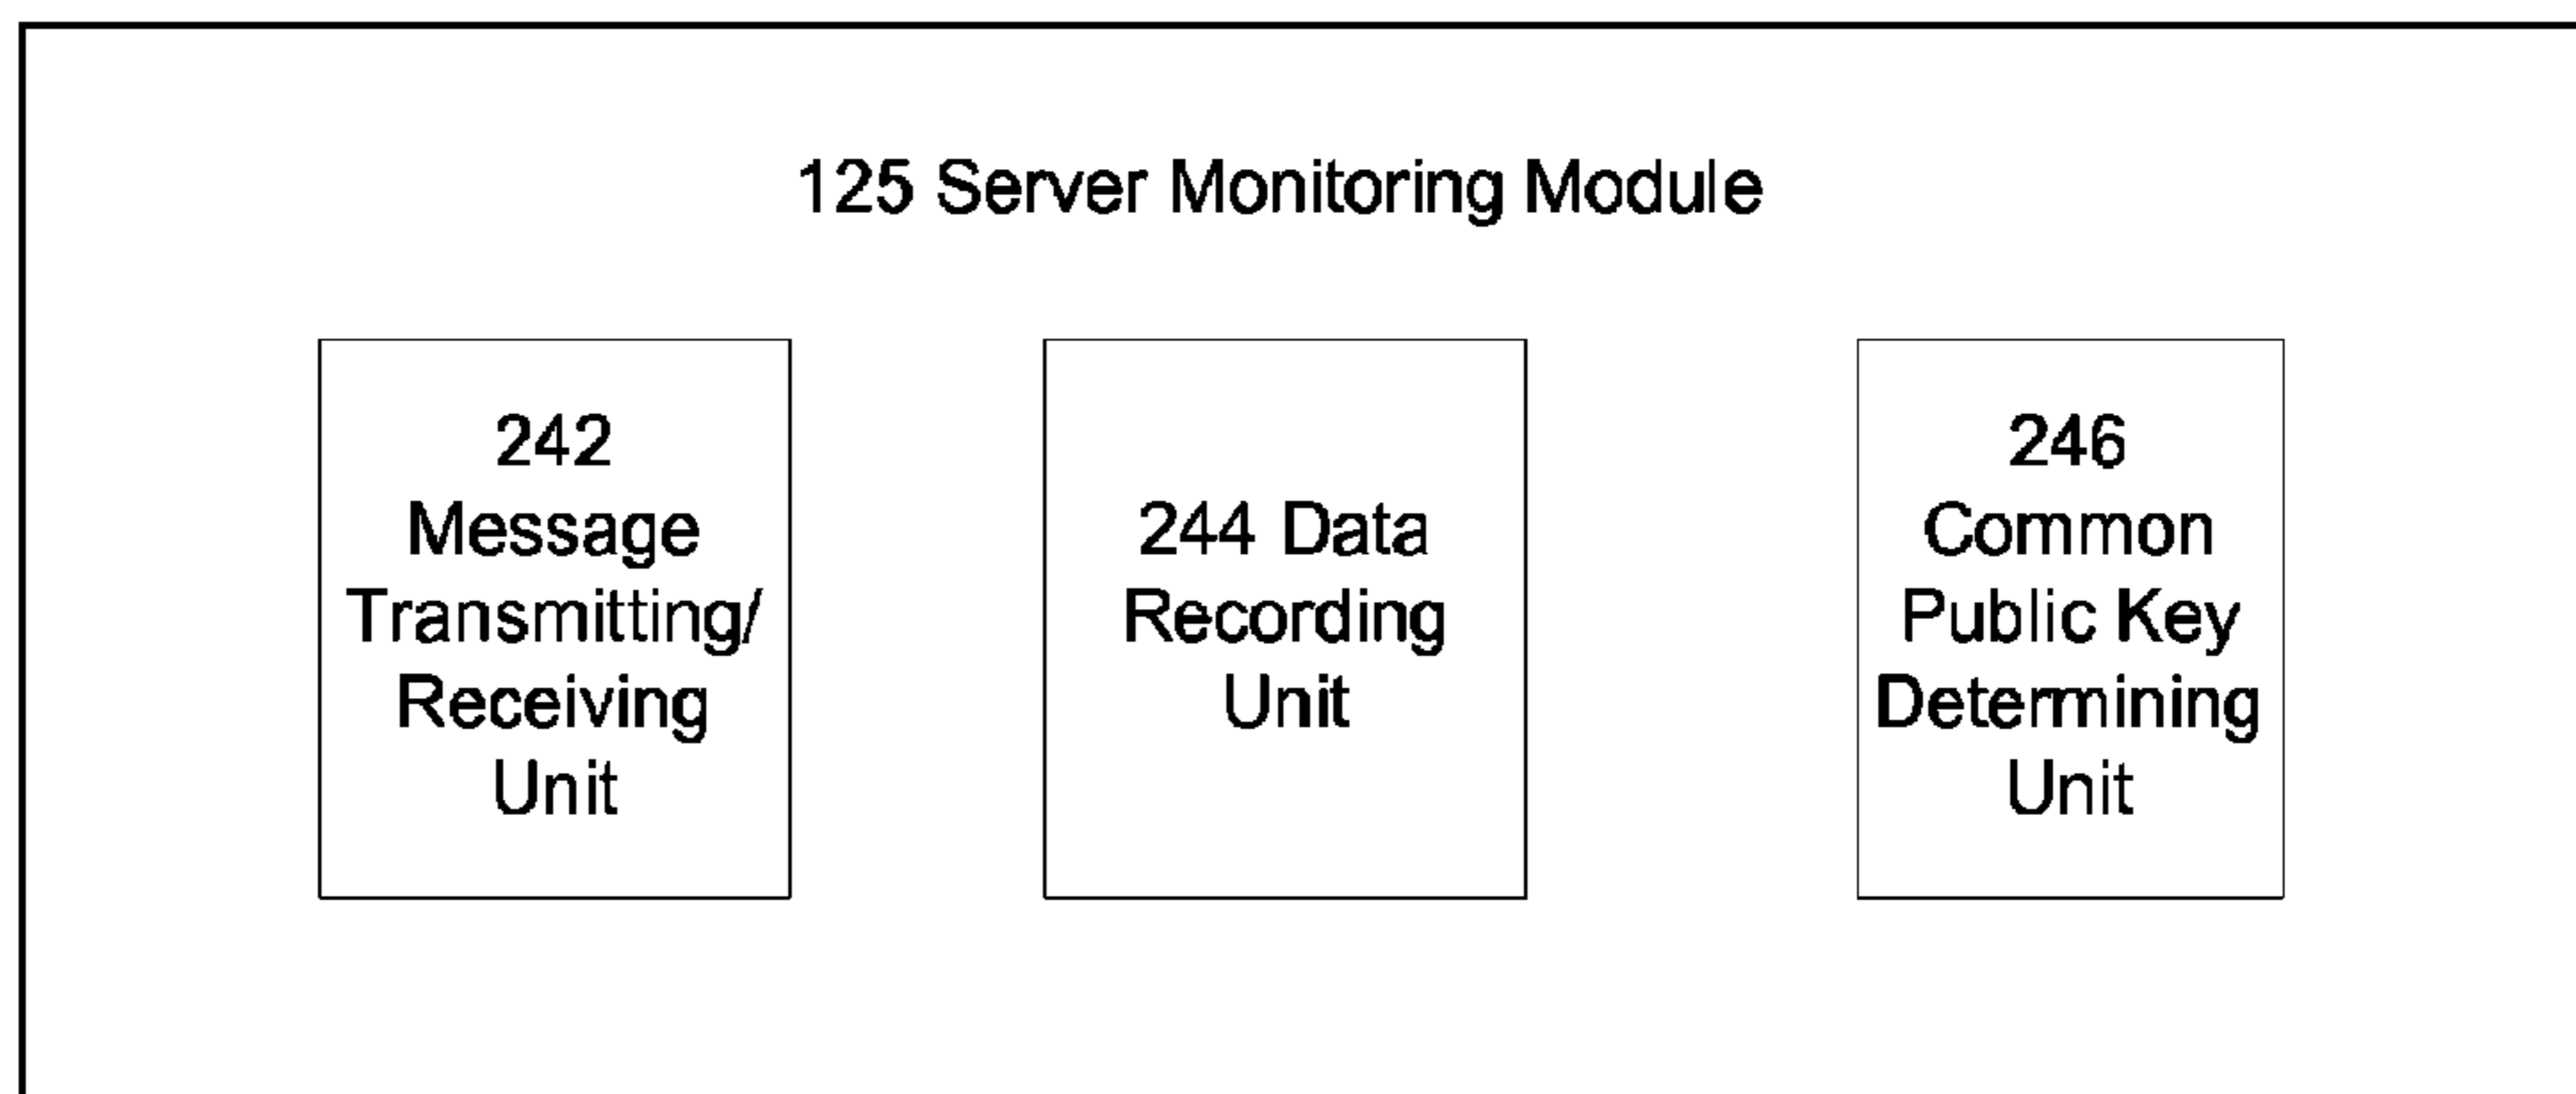 125 Server Monitoring Module
242
Message
Transmitting/
Receiving
Unit
244 Data
Recording
Unit
246
Common
Public Key
Determining
Unit